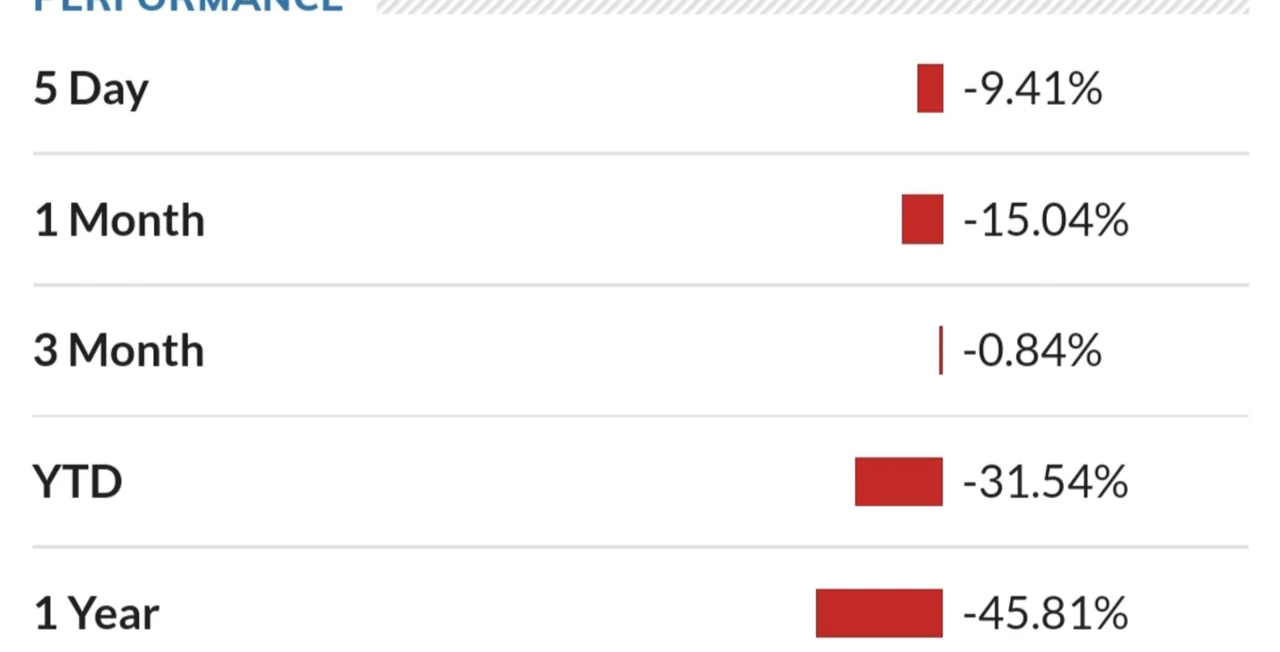 PERFORMANCE
5 Day -9.41%
1 Month -15.04%
3 Month -0.84%
YTD -31.54%
1 Year -45.81%